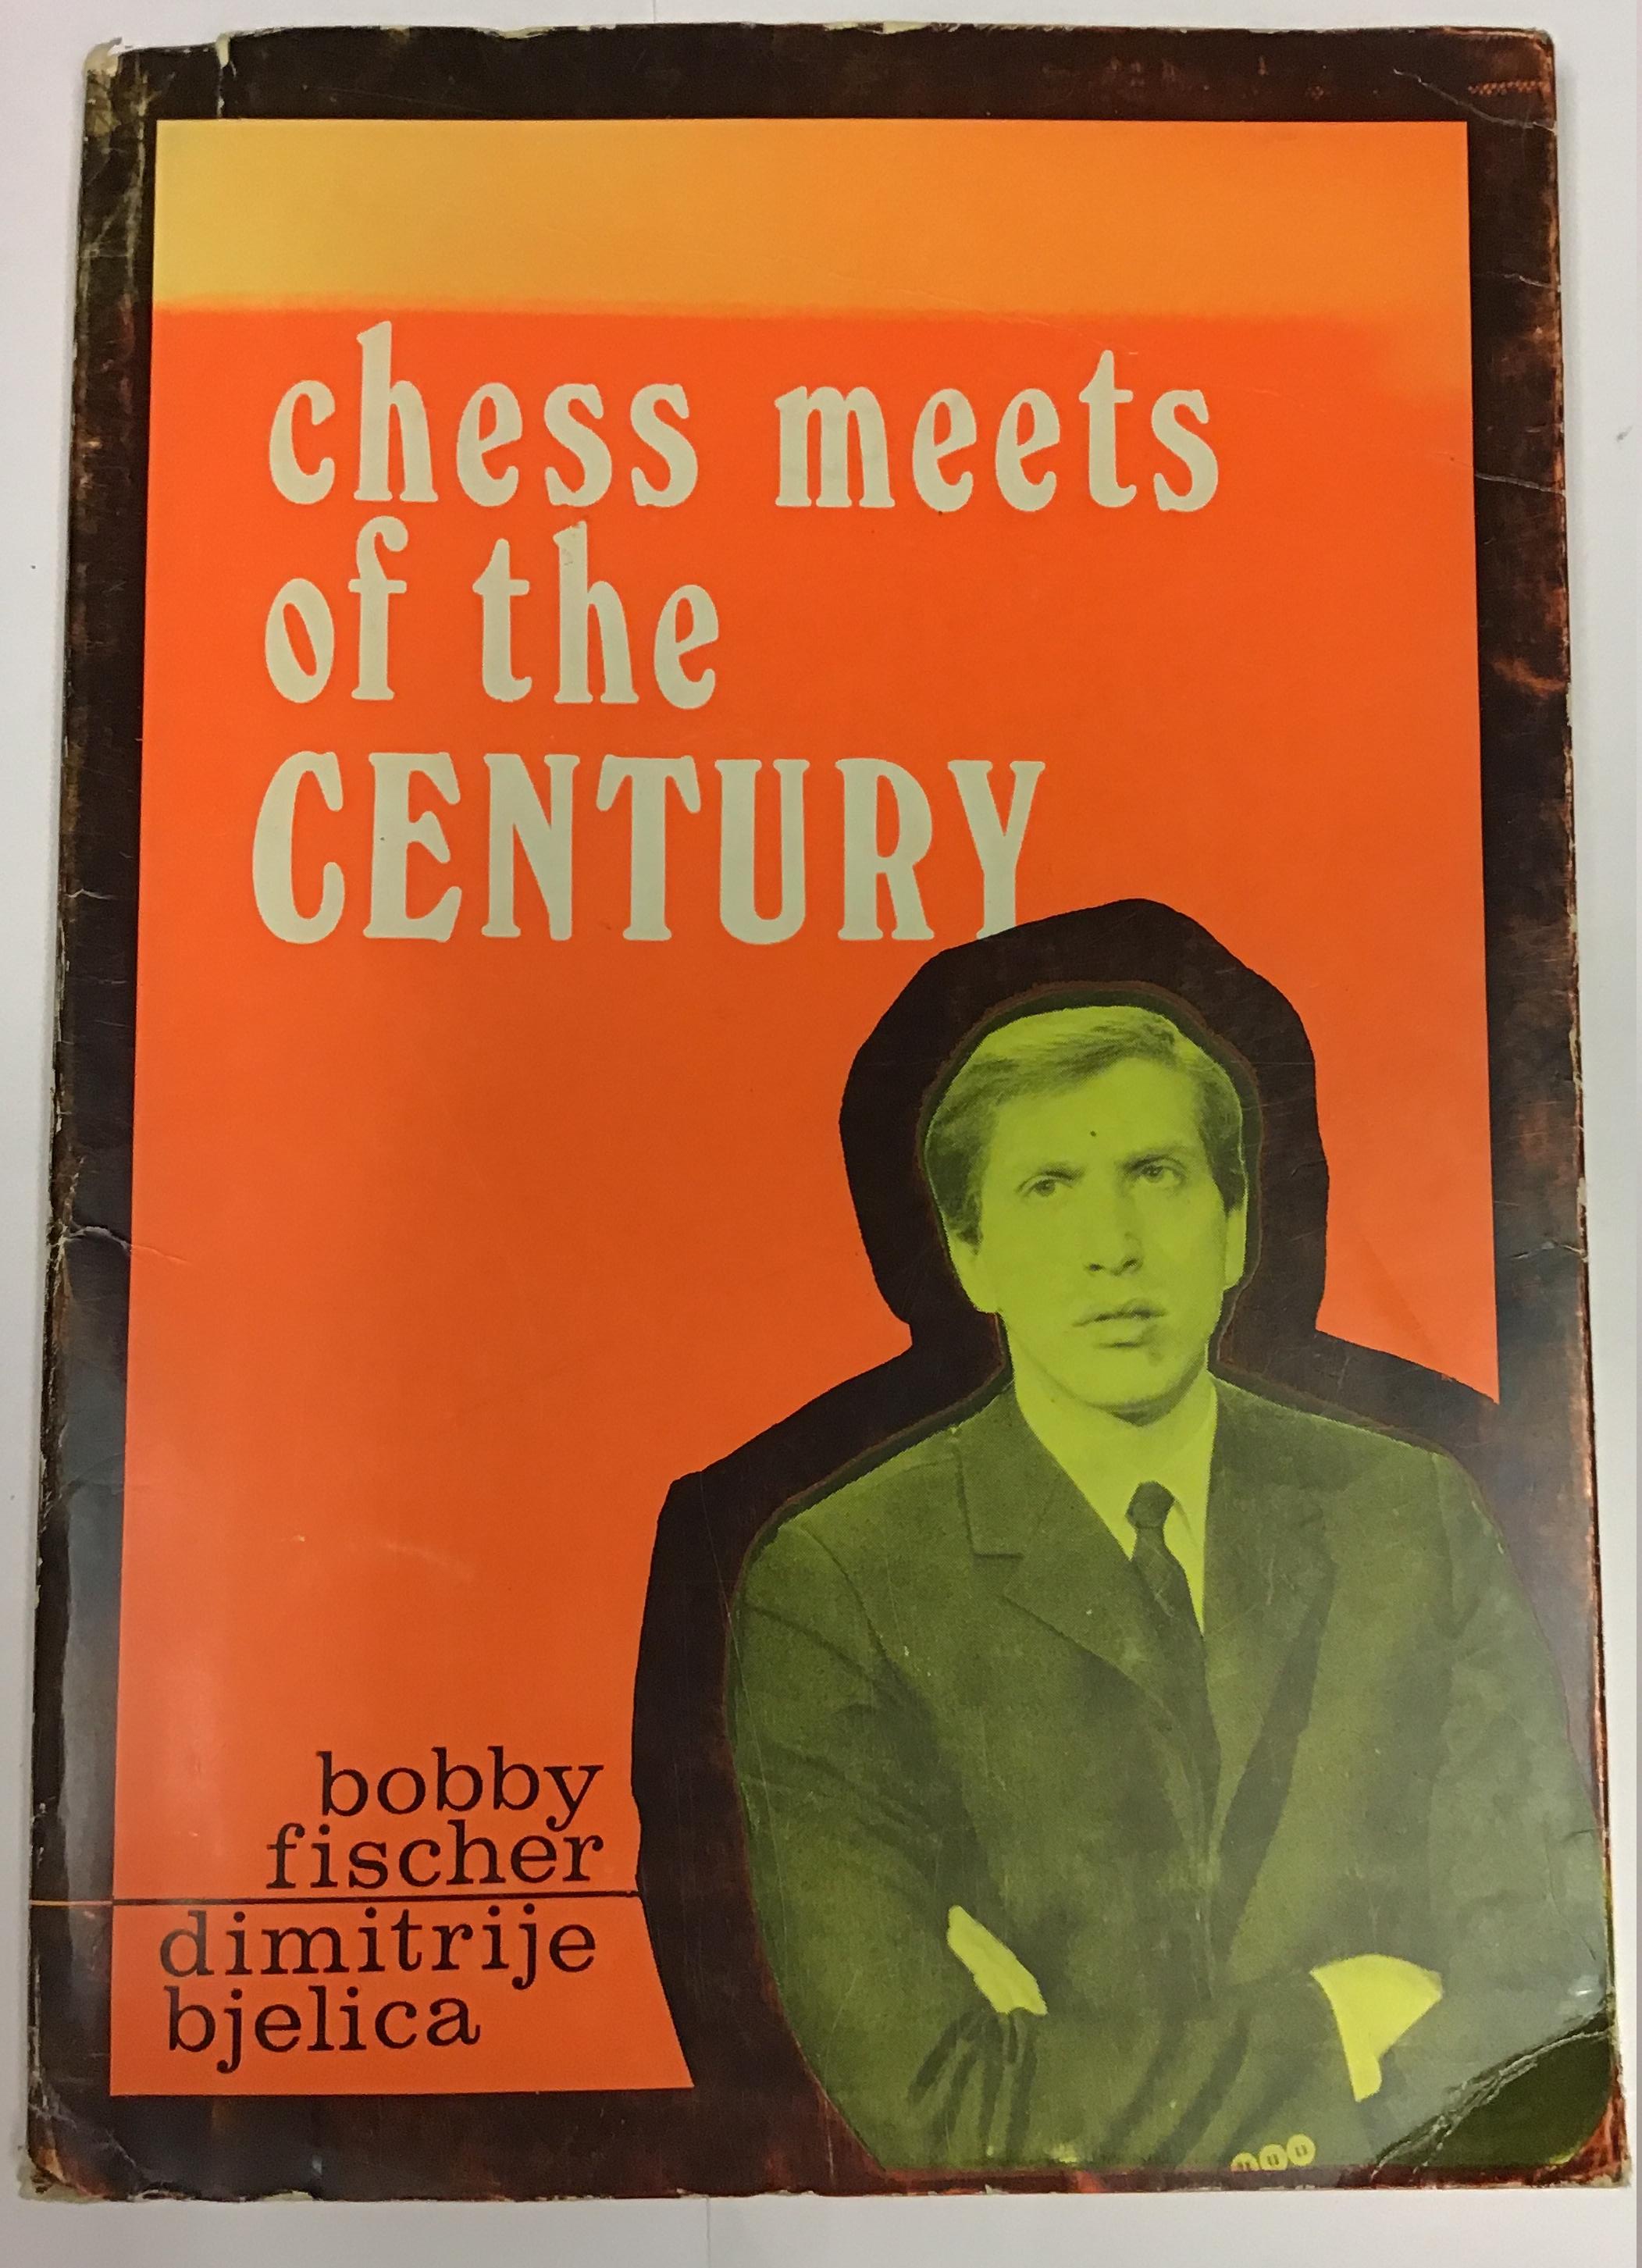 chess meets
of the
CENTURY
bobby
fischer
dimitrije
bjelica